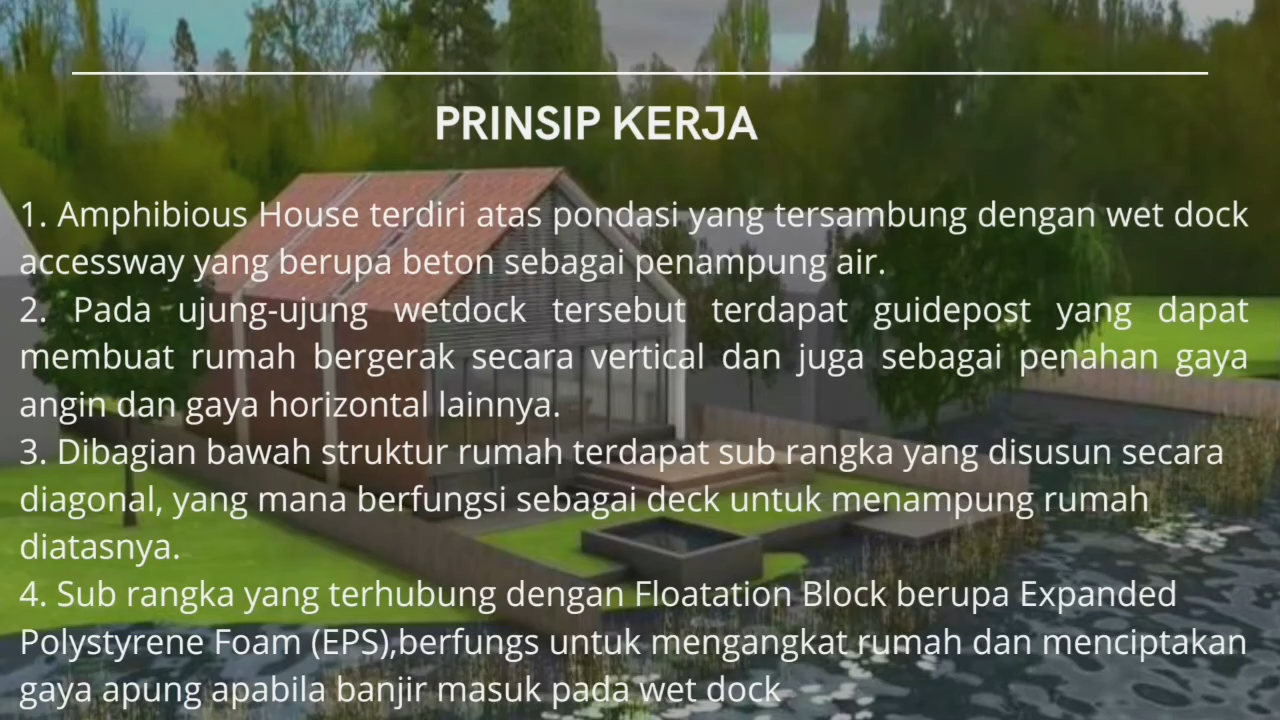 PRINSIP KERJA
1. Amphibious House terdiri atas pondasi yang tersambung dengan wet dock
accessway yang berupa beton sebagai penampung air.
2. Pada ujung-ujung wetdock tersebut terdapat guidepost yang dapat
membuat rumah bergerak secara vertical dan juga sebagai penahan gaya
angin dan gaya horizontal lainnya.
3. Dibagian bawah struktur rumah terdapat sub rangka yang disusun secara
diagonal, yang mana berfungsi sebagai deck untuk menampung rumah
diatasnya.
4. Sub rangka yang terhubung dengan Floatation Block berupa Expanded
Polystyrene Foam (EPS),berfungs untuk mengangkat rumah dan menciptakan
gaya apung apabila banjir masuk pada wet dock